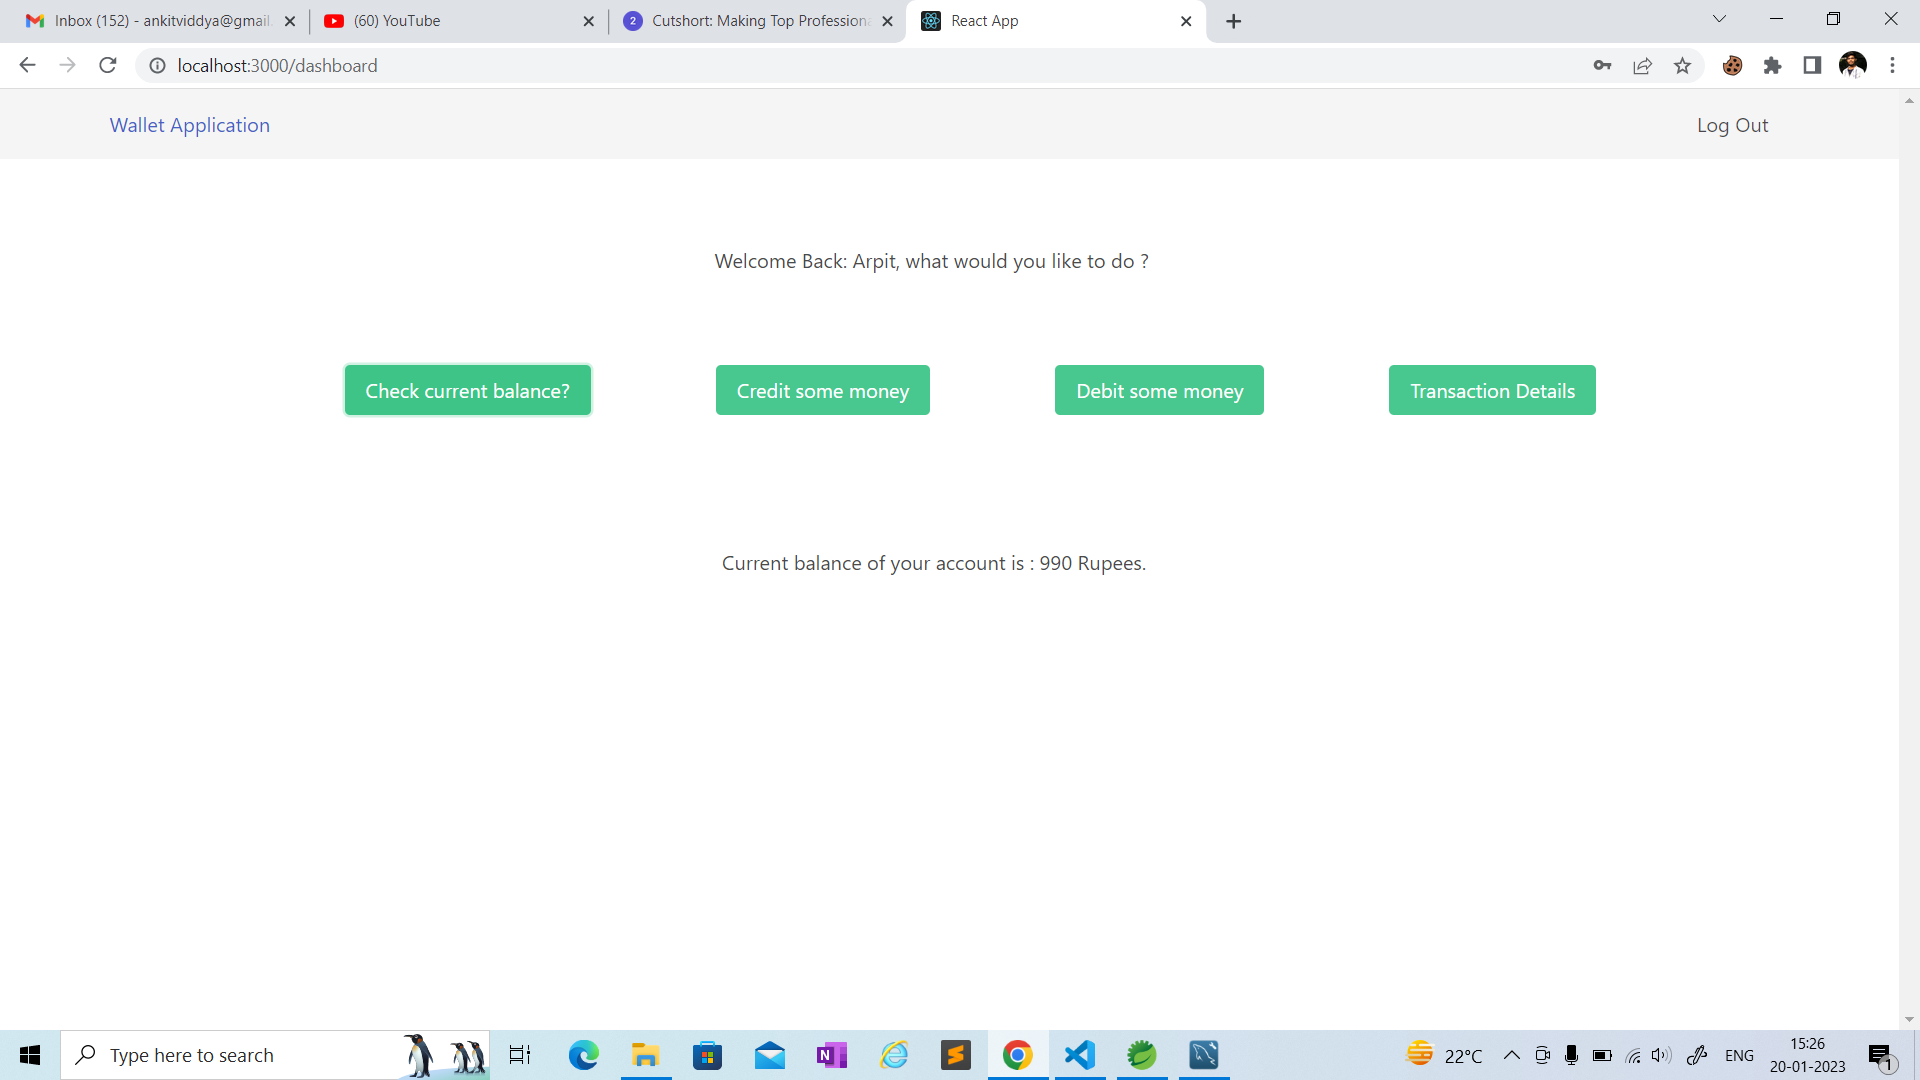 Inbox (152) - ankitviddya@gmail.
(60) YouTube
2 Cutshort: Making Top Professiona
React App
localhost:3000/dashboard
Wallet Application
Log Out
Welcome Back: Arpit, what would you like to do ?
Check current balance?
Credit some money
Debit some money
Transaction Details
Current balance of your account is : 990 Rupees.
Type here to search
N
S
22°C
ENG
15:26
20-01-2023
1